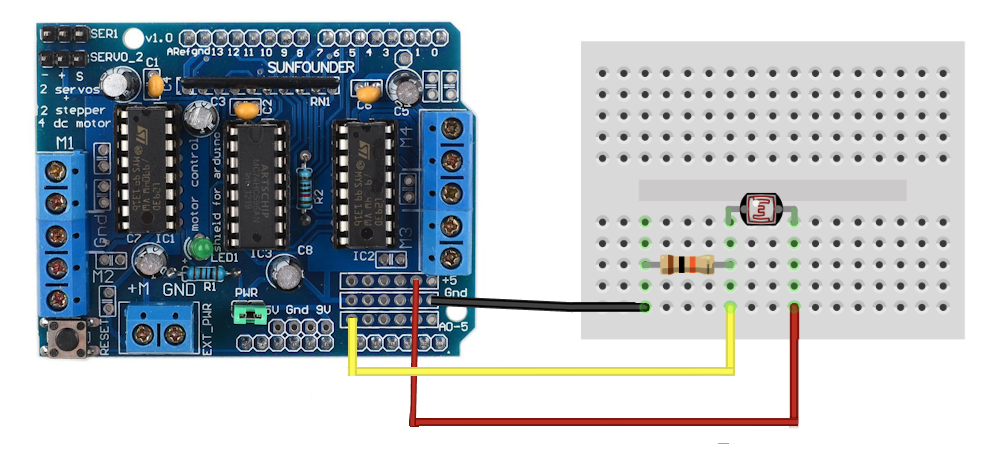 SER1
v1.0
SERVO_2
ARefgnd13 12 11 10 9 8 7 6 5 4 3 2 1 0
- + S
C1
SUNFOUNDER
2 servos
+
2 stepper
4 dc motor
C4
C3
C2
RN1
C6
C5
M1
M4
motor control
shield for arduino
R2
Gnd
C7
IC1
LED1
IC3
C8
IC2
M3
M2
+M GND
R1
PWR
+5
Gnd
5V Gnd 9V
A0-5
RESET
EXT_PWR